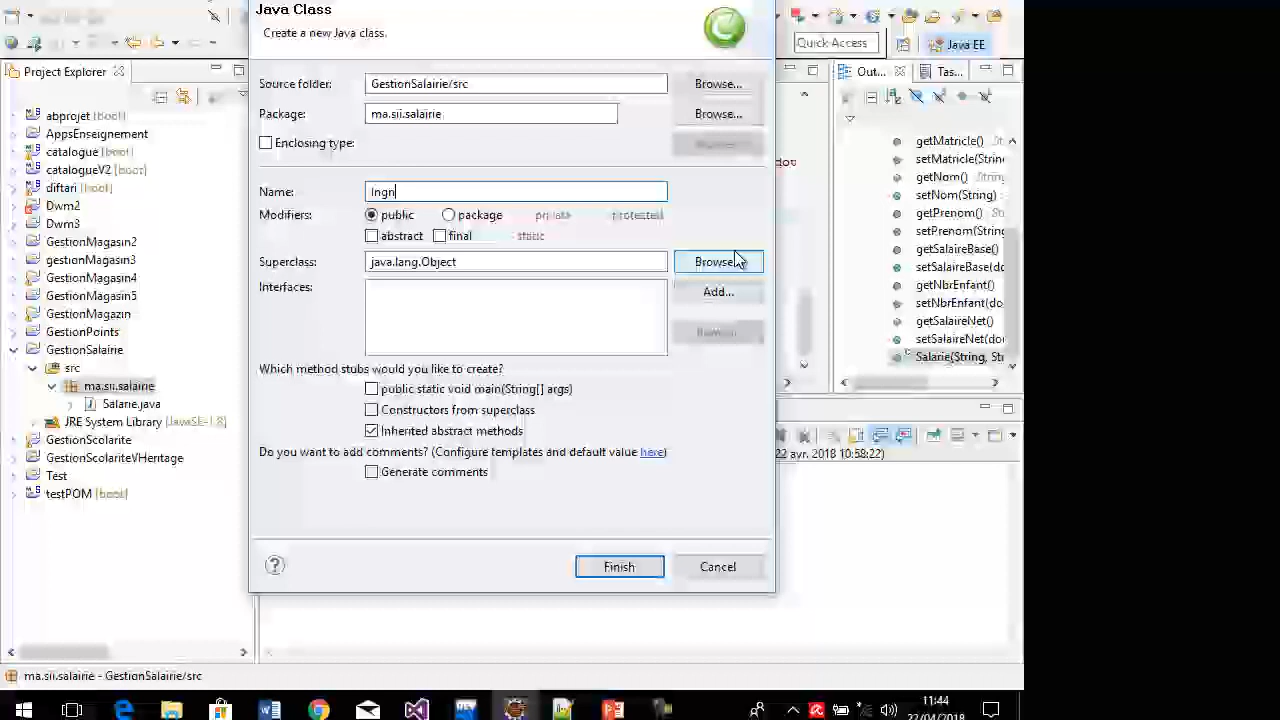 Java Class
Create a new Java class.
Quick Access
Java EE
Project Explorer
Out...
Tas...
Source folder:
GestionSalairie/src
Browse...
Package:
ma.sii.salairie
Browse...
Enclosing type:
Name:
Ingn
Modifiers:
public
package
private
protected
abstract
final
static
Superclass:
java.lang.Object
Browse...
Interfaces:
Add...
Which method stubs would you like to create?
public static void main(String[] args)
Constructors from superclass
Inherited abstract methods
Do you want to add comments? (Configure templates and default value here)
Generate comments
Finish
Cancel
abprojet [boot]
AppsEnseignement
catalogue [boot]
catalogueV2 [boot]
diftari [boot]
Dwm2
Dwm3
GestionMagasin2
gestionMagasin3
GestionMagasin4
GestionMagasin5
GestionMagazin
GestionPoints
GestionSalairie
src
ma.sii.salairie
Salarie.java
JRE System Library [JavaSE-1.8]
GestionScolarite
GestionScolariteVHeritage
Test
testPOM [boot]
getMatricle() String
setMatricle(String
getNom() String
setNom(String)
getPrenom() String
setPrenom(String
getSalaireBase()
setSalaireBase(do
getNbrEnfant()
setNbrEnfant(do
getSalaireNet()
setSalaireNet(do
Salarie(String, St
22 avr. 2018 10:58:22)
ma.sii.salairie - GestionSalairie/src
11:44
22/04/2018